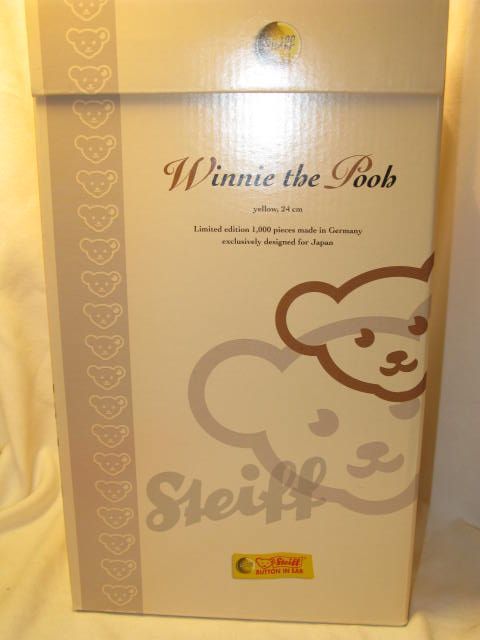 Steiff
Winnie the Pooh
yellow, 24 cm
Limited edition 1,000 pieces made in Germany
exclusively designed for Japan
Steiff
Steiff
BUTTON IN EAR